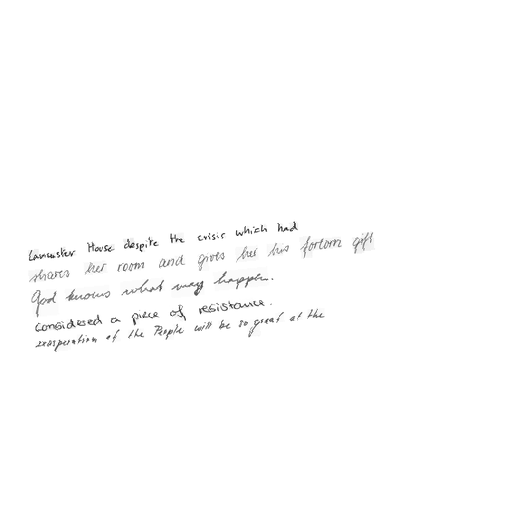 Lancaster House despite the crisis which had
shares her room and gives her his forlorn gift
God knows what may happen.
considered a piece of resistance.
exasperation of the People will be so great at the